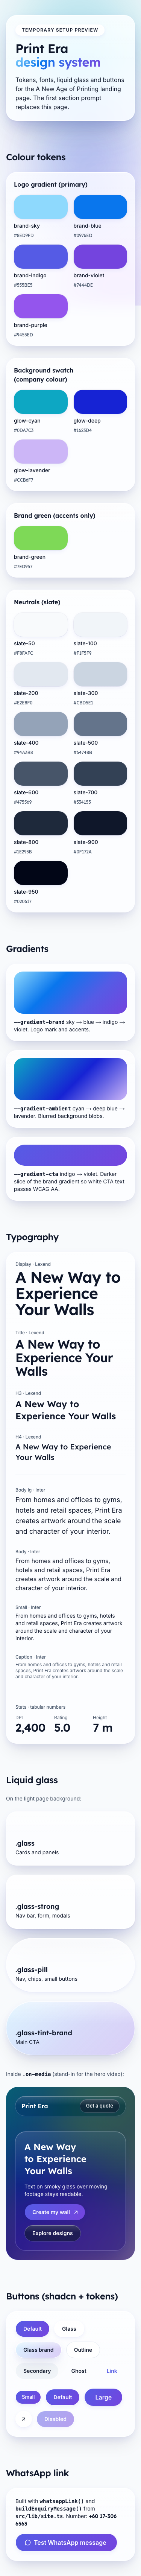 TEMPORARY SETUP PREVIEW
Print Era
design system
Tokens, fonts, liquid glass and buttons
for the A New Age of Printing landing
page. The first section prompt
replaces this page.
Colour tokens
Logo gradient (primary)
brand-sky
#8ED9FD
brand-blue
#0976ED
brand-indigo
#555BE5
brand-violet
#7444DE
brand-purple
#9455ED
Background swatch
(company colour)
glow-cyan
#0DA7C3
glow-deep
#1623D4
glow-lavender
#CCB6F7
Brand green (accents only)
brand-green
#7ED957
Neutrals (slate)
slate-50
#F8FAFC
slate-100
#F1F5F9
slate-200
#E2E8F0
slate-300
#CBD5E1
slate-400
#94A3B8
slate-500
#64748B
slate-600
#475569
slate-700
#334155
slate-800
#1E293B
slate-900
#0F172A
slate-950
#020617
Gradients
--gradient-brand sky → blue → indigo →
violet. Logo mark and accents.
--gradient-ambient cyan → deep blue →
lavender. Blurred background blobs.
--gradient-cta indigo → violet. Darker
slice of the brand gradient so white CTA text
passes WCAG AA.
Typography
Display · Lexend
A New Way to
Experience
Your Walls
Title · Lexend
A New Way to
Experience Your
Walls
H3 · Lexend
A New Way to
Experience Your Walls
H4 · Lexend
A New Way to Experience
Your Walls
Body lg · Inter
From homes and offices to gyms,
hotels and retail spaces, Print Era
creates artwork around the scale
and character of your interior.
Body · Inter
From homes and offices to gyms,
hotels and retail spaces, Print Era
creates artwork around the scale and
character of your interior.
Small · Inter
From homes and offices to gyms, hotels
and retail spaces, Print Era creates artwork
around the scale and character of your
interior.
Caption · Inter
From homes and offices to gyms, hotels and retail
spaces, Print Era creates artwork around the scale
and character of your interior.
Stats · tabular numbers
DPI
Rating
Height
2,400
5.0
7 m
Liquid glass
On the light page background:
.glass
Cards and panels
.glass-strong
Nav bar, form, modals
.glass-pill
Nav, chips, small buttons
.glass-tint-brand
Main CTA
Inside .on-media (stand-in for the hero video):
Print Era
Get a quote
A New Way
to Experience
Your Walls
Text on smoky glass over moving
footage stays readable.
Create my wall ↗
Explore designs
Buttons (shadcn + tokens)
Default
Glass
Glass brand
Outline
Secondary
Ghost
Link
Small
Default
Large
↗
Disabled
WhatsApp link
Built with whatsappLink() and
buildEnquiryMessage() from
src/lib/site.ts. Number: +60 17-306
6563
Test WhatsApp message